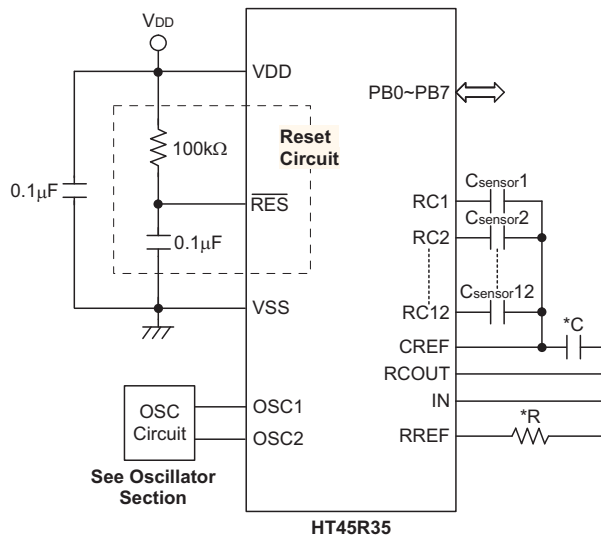 VDD
VDD
PB0~PB7
Reset
Circuit
100kΩ
0.1μF
RES
0.1μF
VSS
Csensor1
RC1
Csensor2
RC2
Csensor12
RC12
*C
CREF
RCOUT
IN
*R
RREF
OSC
Circuit
OSC1
OSC2
See Oscillator
Section
HT45R35